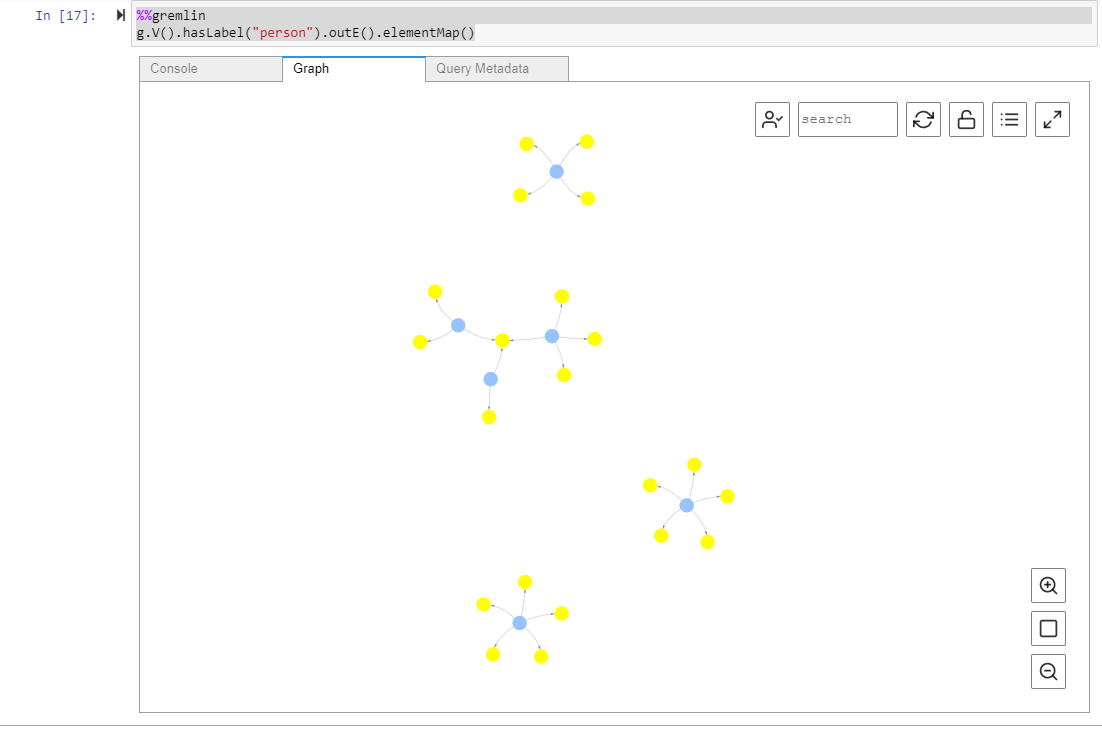 In [17]:
%%gremlin
g.V().hasLabel("person").outE().elementMap()
Console
Graph
Query Metadata
search